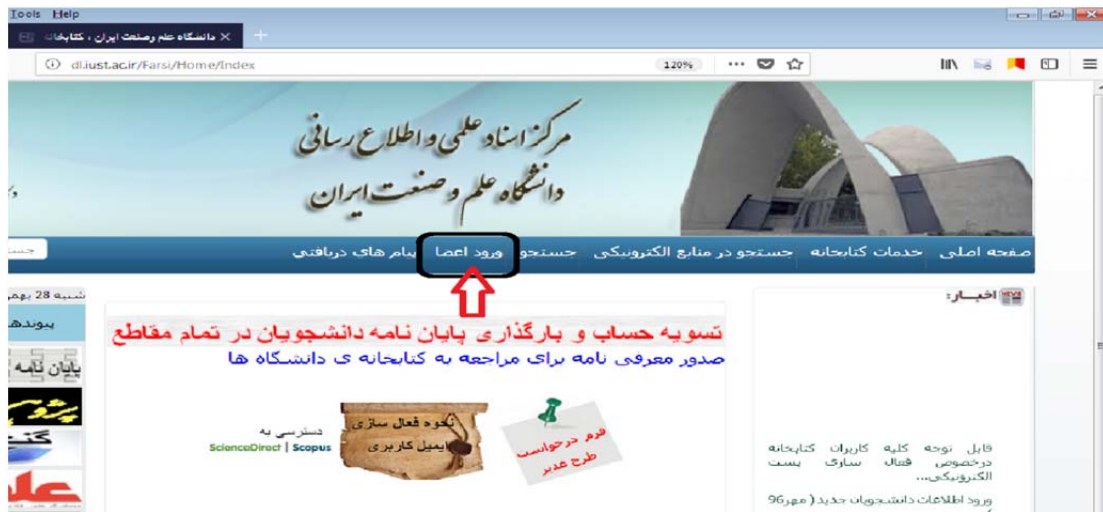 Tools Help
دانشگاه علم وصنعت ایران ، کتابخانه
dl.iust.ac.ir/Farsi/Home/Index
120%
مرکز اسناد علمی و اطلاع رسانی
دانشگاه علم و صنعت ایران
صفحه اصلی خدمات کتابخانه جستجو در منابع الکترونیکی جستجو ورود اعضا پیام های دریافتی
اخبـــار:
شنبه 28
تسویه حساب و بارگذاری پایان نامه دانشجویان در تمام مقاطع
صدور معرفی نامه برای مراجعه به کتابخانه ی دانشگاه ها
پایان نامه
فرم درخواست
طرح غدیر
نحوه فعال سازی
ایمیل کاربری
دسترسی به
ScienceDirect | Scopus
قابل توجه کلیه کاربران کتابخانه
درخصوص فعال سازی پست
الکترونیکی...
ورود اطلاعات دانشجویان جدید( مهر96